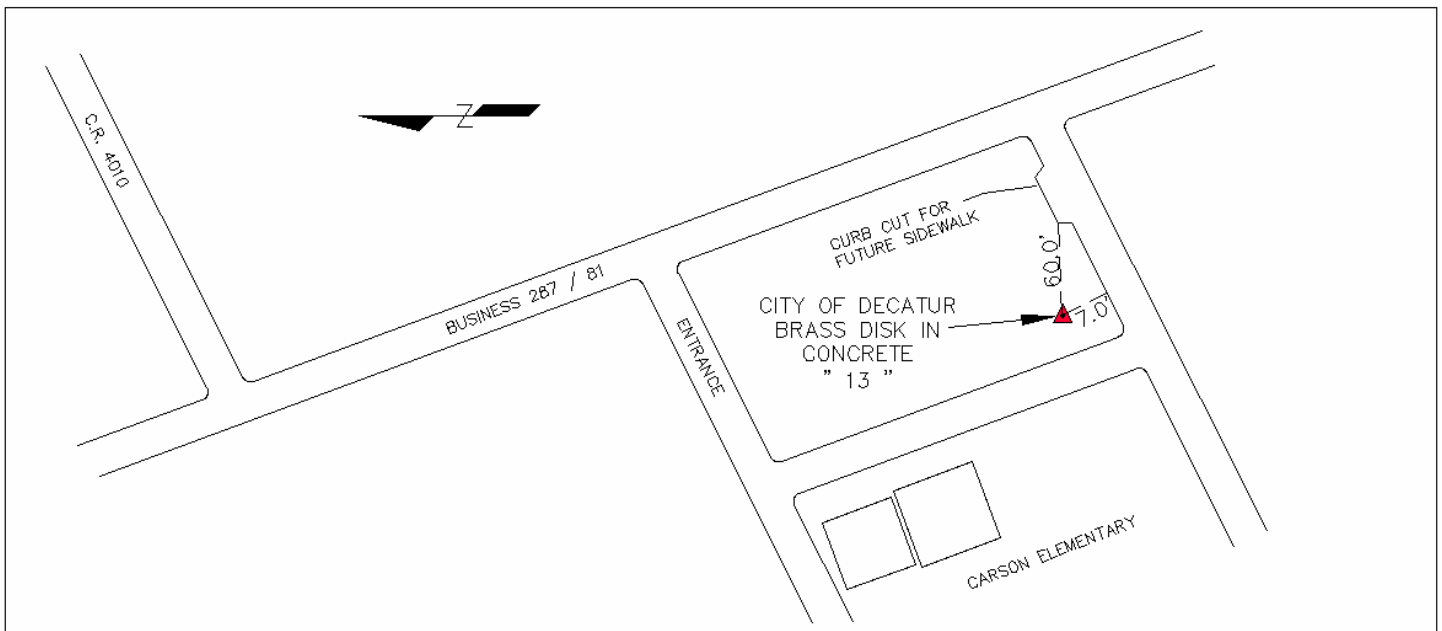 C.R. 4010
N
BUSINESS 287 / 81
ENTRANCE
CURB CUT FOR
FUTURE SIDEWALK
60.0'
7.0'
CITY OF DECATUR
BRASS DISK IN
CONCRETE
" 13 "
CARSON ELEMENTARY